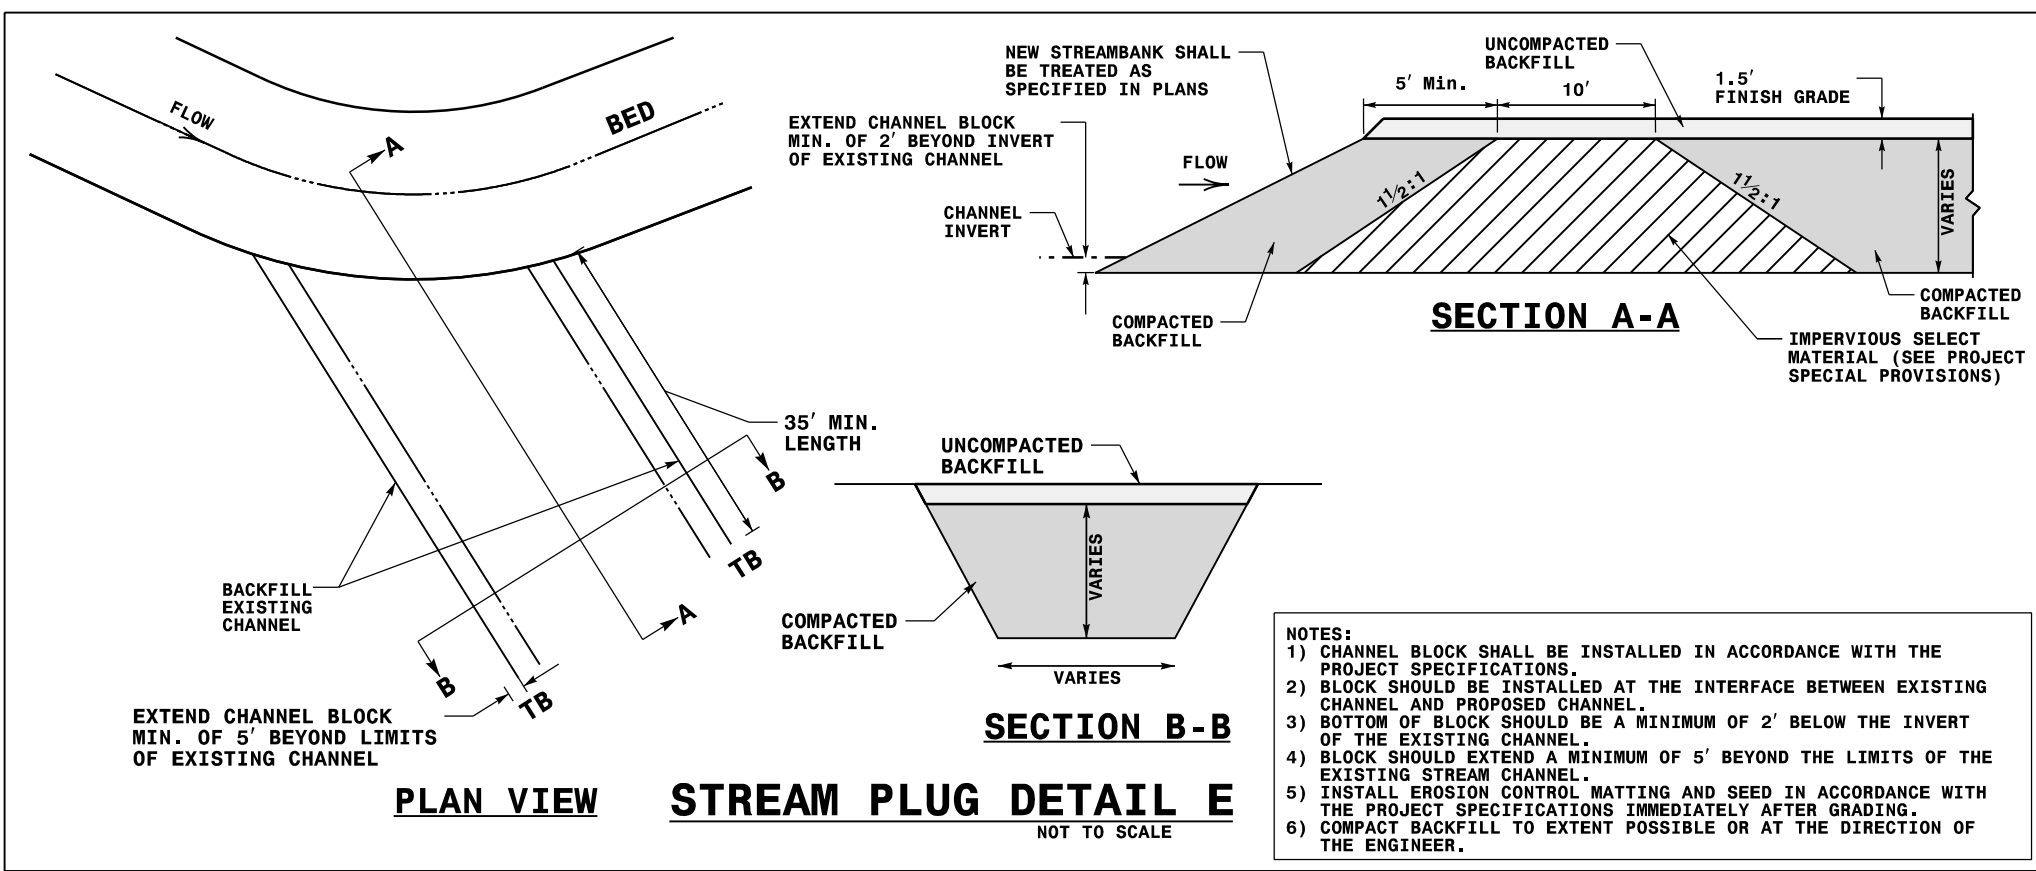 FLOW
A
BED
35′ MIN.
LENGTH
B
TB
A
BACKFILL
EXISTING
CHANNEL
B
TB
EXTEND CHANNEL BLOCK
MIN. OF 5′ BEYOND LIMITS
OF EXISTING CHANNEL
PLAN VIEW
NEW STREAMBANK SHALL
BE TREATED AS
SPECIFIED IN PLANS
UNCOMPACTED
BACKFILL
5′ Min.
10′
1.5′
FINISH GRADE
EXTEND CHANNEL BLOCK
MIN. OF 2′ BEYOND INVERT
OF EXISTING CHANNEL
FLOW
1½:1
1½:1
VARIES
CHANNEL
INVERT
COMPACTED
BACKFILL
COMPACTED
BACKFILL
IMPERVIOUS SELECT
MATERIAL (SEE PROJECT
SPECIAL PROVISIONS)
SECTION A-A
UNCOMPACTED
BACKFILL
VARIES
COMPACTED
BACKFILL
VARIES
SECTION B-B
STREAM PLUG DETAIL E
NOT TO SCALE
NOTES:
1) CHANNEL BLOCK SHALL BE INSTALLED IN ACCORDANCE WITH THE
PROJECT SPECIFICATIONS.
2) BLOCK SHOULD BE INSTALLED AT THE INTERFACE BETWEEN EXISTING
CHANNEL AND PROPOSED CHANNEL.
3) BOTTOM OF BLOCK SHOULD BE A MINIMUM OF 2′ BELOW THE INVERT
OF THE EXISTING CHANNEL.
4) BLOCK SHOULD EXTEND A MINIMUM OF 5′ BEYOND THE LIMITS OF THE
EXISTING STREAM CHANNEL.
5) INSTALL EROSION CONTROL MATTING AND SEED IN ACCORDANCE WITH
THE PROJECT SPECIFICATIONS IMMEDIATELY AFTER GRADING.
6) COMPACT BACKFILL TO EXTENT POSSIBLE OR AT THE DIRECTION OF
THE ENGINEER.